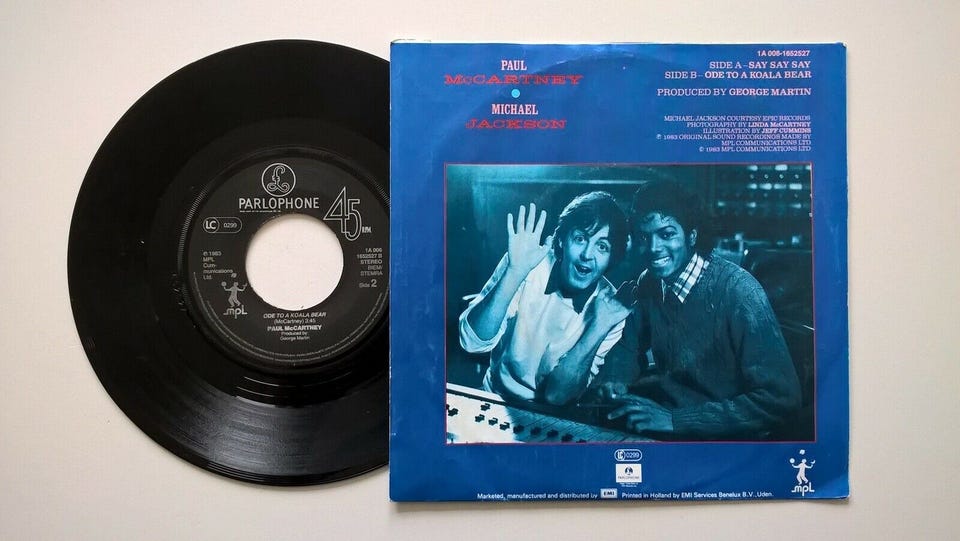 PARLOPHONE
45 RPM
LC 0299
℗ 1983
MPL
Com-
munications
Ltd.
mpl
1A 006
1652527 B
STEREO
BIEM/
STEMRA
Side 2
ODE TO A KOALA BEAR
(McCartney) 3.45
PAUL McCARTNEY
Produced by:
George Martin
PAUL
McCARTNEY
MICHAEL
JACKSON
1A 006-1652527
SIDE A – SAY SAY SAY
SIDE B – ODE TO A KOALA BEAR
PRODUCED BY GEORGE MARTIN
MICHAEL JACKSON COURTESY EPIC RECORDS
PHOTOGRAPHY BY LINDA McCARTNEY
ILLUSTRATION BY JEFF CUMMINS
℗ 1983 ORIGINAL SOUND RECORDINGS MADE BY
MPL COMMUNICATIONS LTD
© 1983 MPL COMMUNICATIONS LTD
LC 0299
PARLOPHONE
mpl
Marketed, manufactured and distributed by EMI Printed in Holland by EMI Services Benelux B.V., Uden.